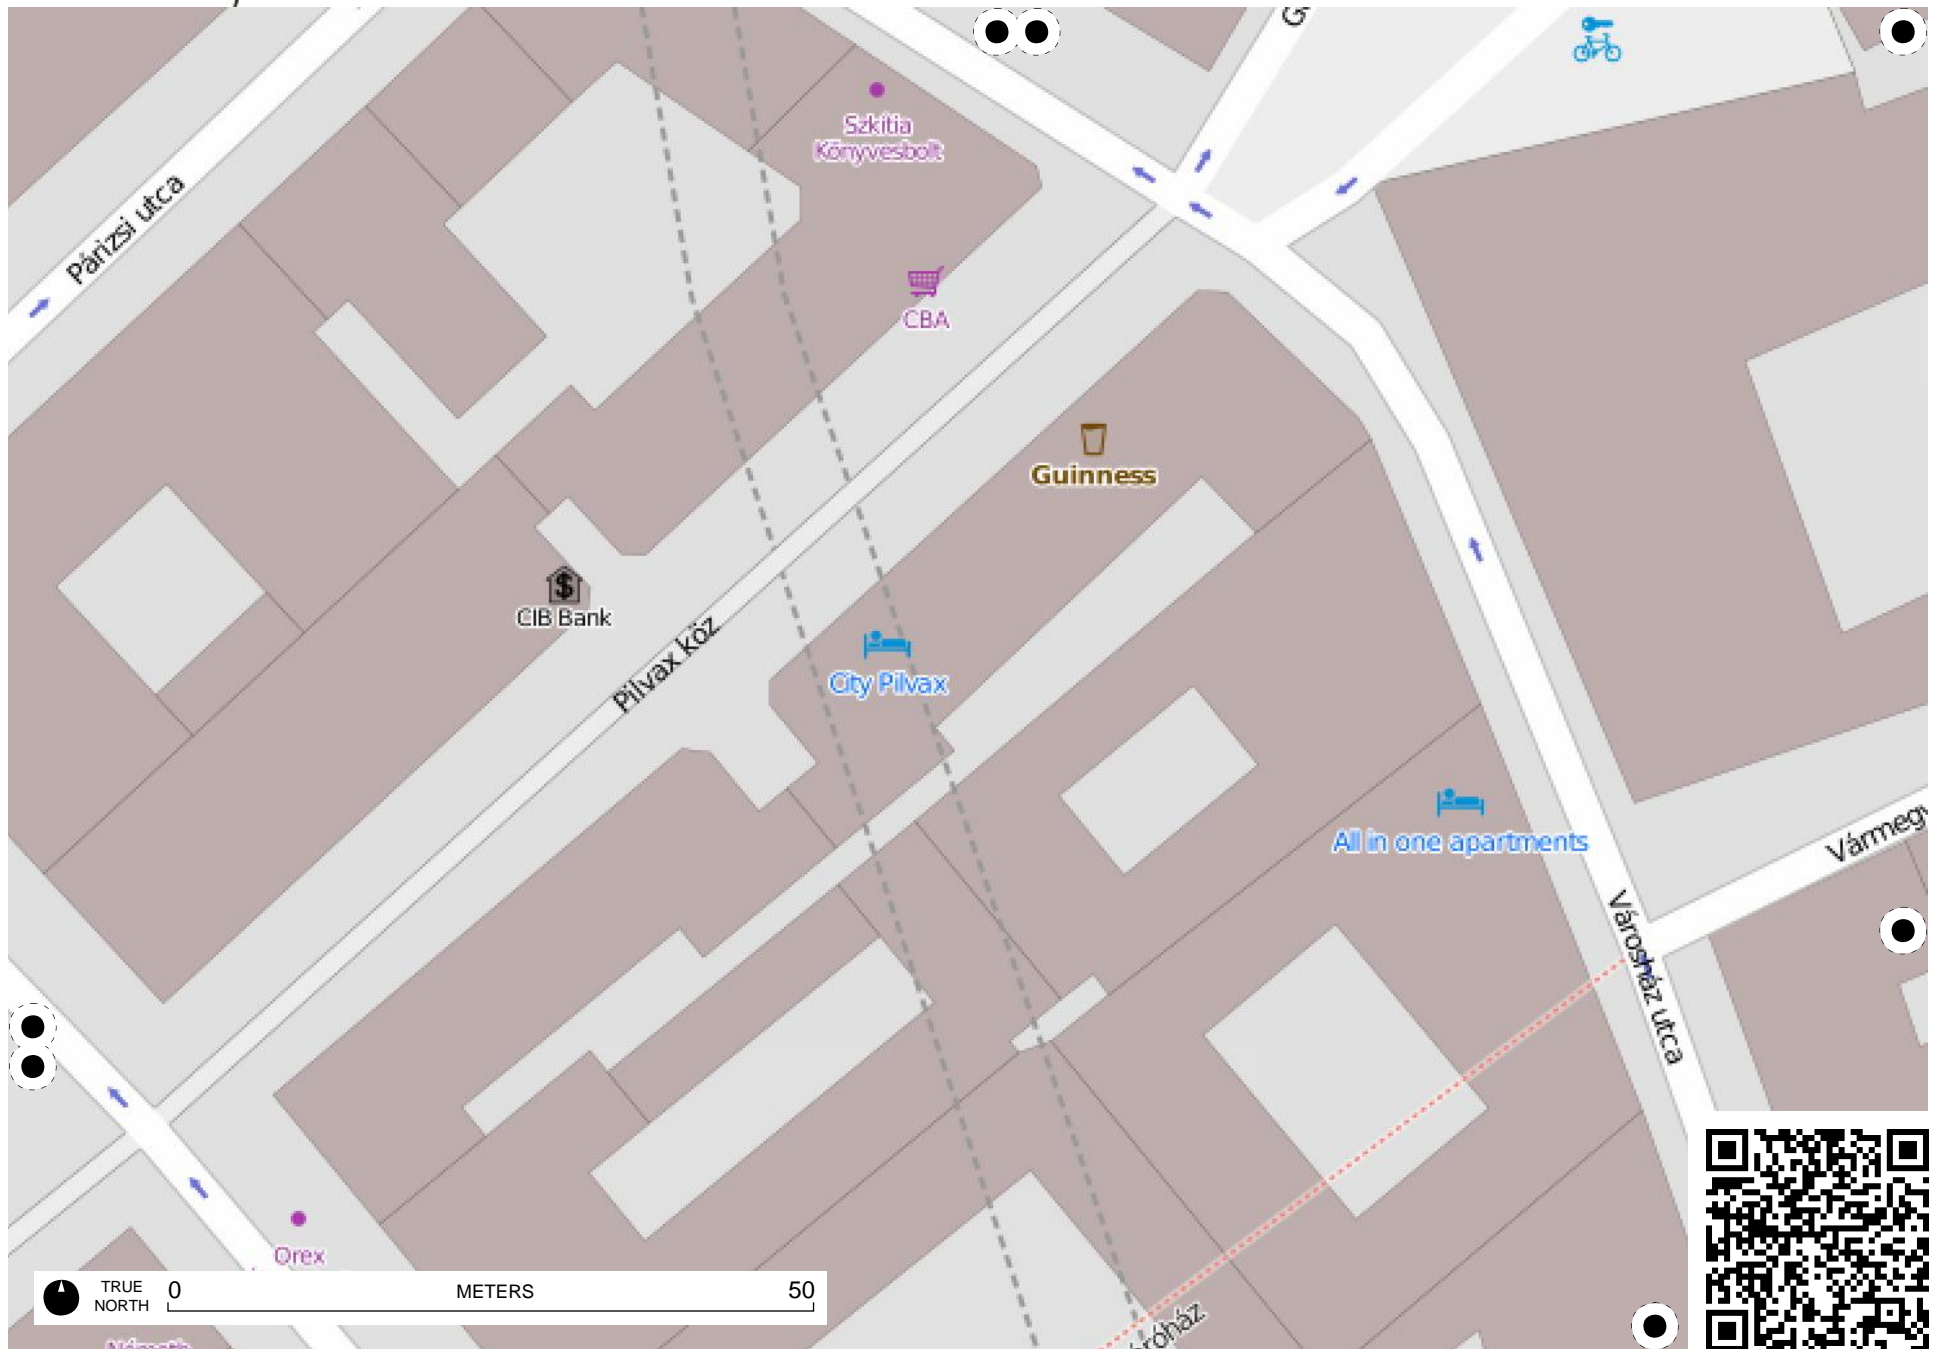 Szkítia
Könyvesbolt
Párizsi utca
CBA
Guinness
CIB Bank
Pilvax köz
City Pilvax
All in one apartments
Városház utca
Orex
TRUE
NORTH
0
METERS
50